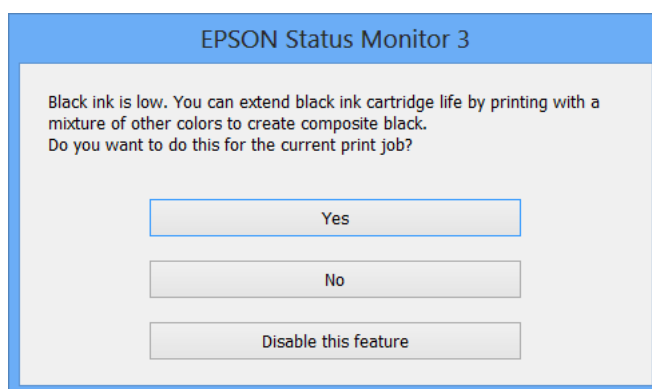 EPSON Status Monitor 3
Black ink is low. You can extend black ink cartridge life by printing with a
mixture of other colors to create composite black.
Do you want to do this for the current print job?
Yes
No
Disable this feature